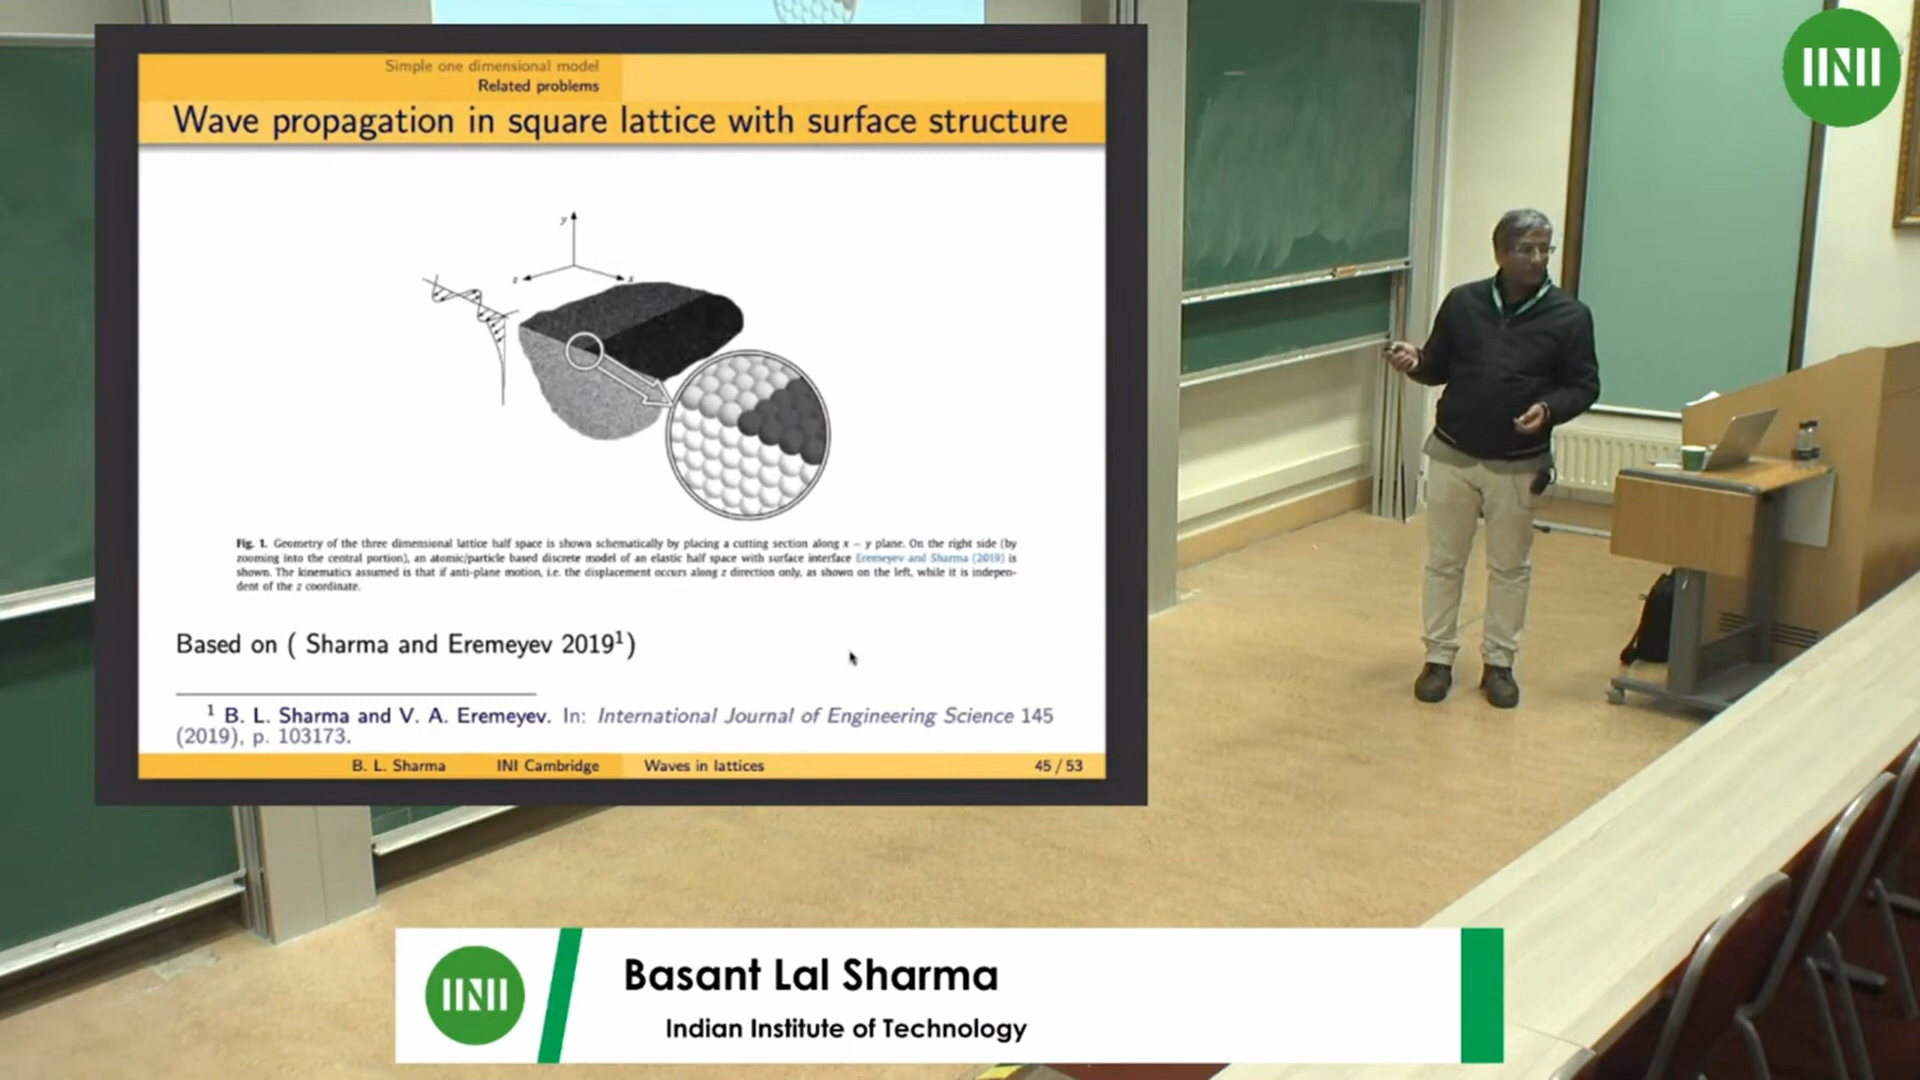 Simple one dimensional model
Related problems
Wave propagation in square lattice with surface structure
y
z
x
Fig. 1. Geometry of the three dimensional lattice half space is shown schematically by placing a cutting section along x − y plane. On the right side (by
zooming into the central portion), an atomic/particle based discrete model of an elastic half space with surface interface Eremeyev and Sharma (2019) is
shown. The kinematics assumed is that if anti-plane motion, i.e. the displacement occurs along z direction only, as shown on the left, while it is indepen-
dent of the z coordinate.
Based on ( Sharma and Eremeyev 2019¹)
¹ B. L. Sharma and V. A. Eremeyev. In: International Journal of Engineering Science 145
(2019), p. 103173.
B. L. Sharma INI Cambridge Waves in lattices 45 / 53
INI
INI
Basant Lal Sharma
Indian Institute of Technology